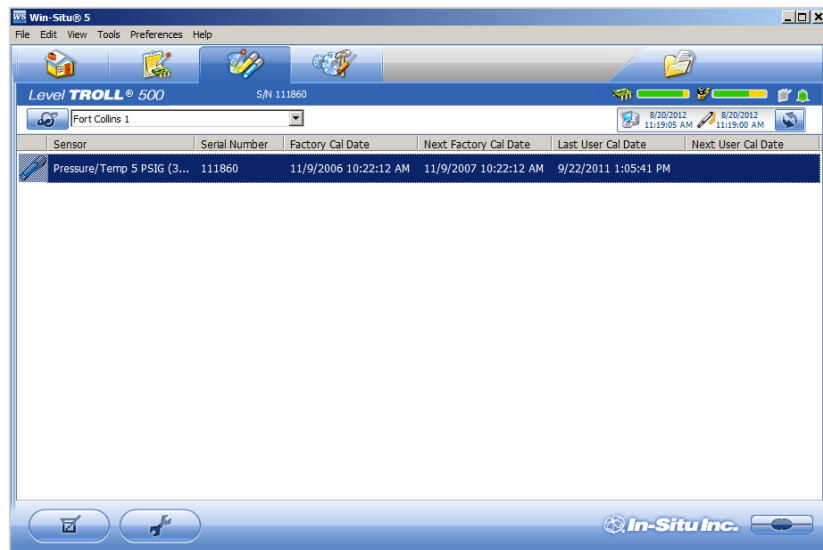 Win-Situ® 5
File Edit View Tools Preferences Help
Level TROLL® 500 S/N 111860
Fort Collins 1
8/20/2012 8/20/2012
11:19:05 AM 11:19:00 AM
Sensor Serial Number Factory Cal Date Next Factory Cal Date Last User Cal Date Next User Cal Date
Pressure/Temp 5 PSIG (3... 111860 11/9/2006 10:22:12 AM 11/9/2007 10:22:12 AM 9/22/2011 1:05:41 PM
In-Situ Inc.